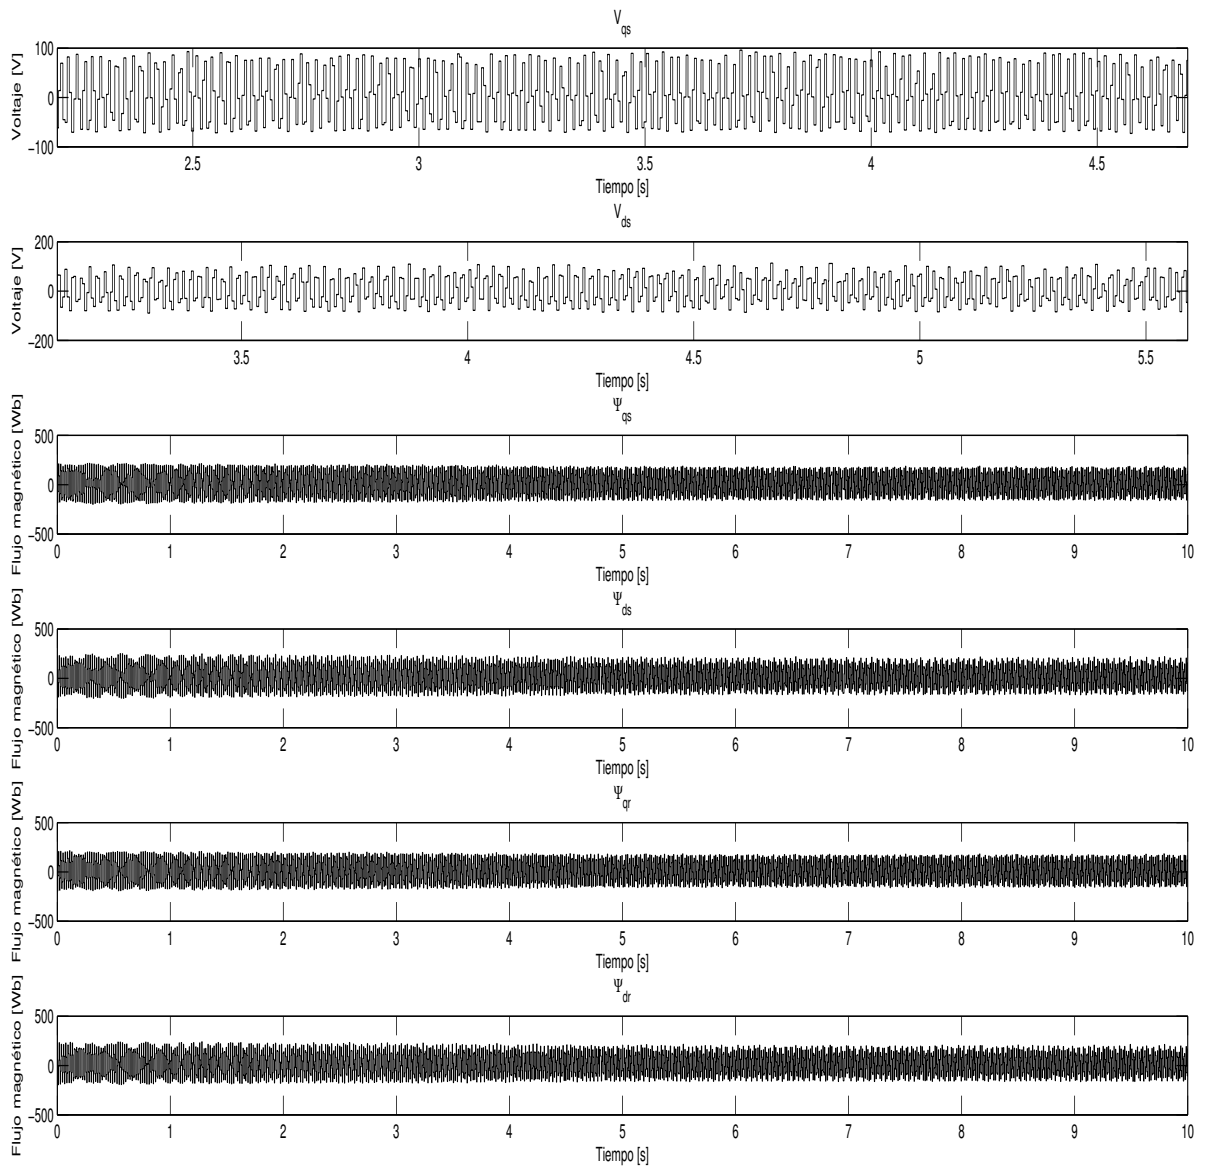 V_qs
Voltaje [V]
100
0
−100
2.5 3 3.5 4 4.5
Tiempo [s]
V_ds
Voltaje [V]
200
0
−200
3.5 4 4.5 5 5.5
Tiempo [s]
Ψ_qs
Flujo magnético [Wb]
500
0
−500
0 1 2 3 4 5 6 7 8 9 10
Tiempo [s]
Ψ_ds
Flujo magnético [Wb]
500
0
−500
0 1 2 3 4 5 6 7 8 9 10
Tiempo [s]
Ψ_qr
Flujo magnético [Wb]
500
0
−500
0 1 2 3 4 5 6 7 8 9 10
Tiempo [s]
Ψ_dr
Flujo magnético [Wb]
500
0
−500
0 1 2 3 4 5 6 7 8 9 10
Tiempo [s]